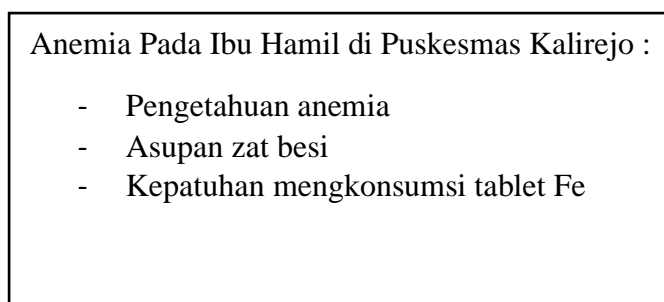 Anemia Pada Ibu Hamil di Puskesmas Kalirejo :
- Pengetahuan anemia
- Asupan zat besi
- Kepatuhan mengkonsumsi tablet Fe